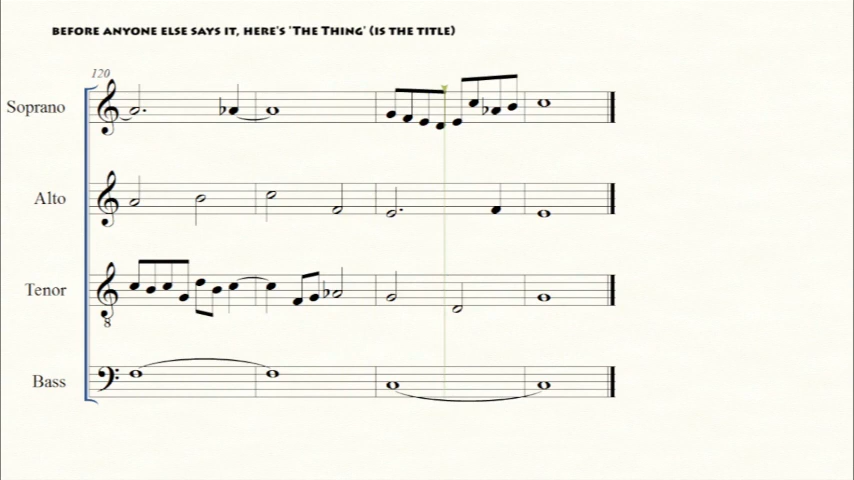 BEFORE ANYONE ELSE SAYS IT, HERE'S 'THE THING' (IS THE TITLE)
120
Soprano
Alto
Tenor
8
Bass